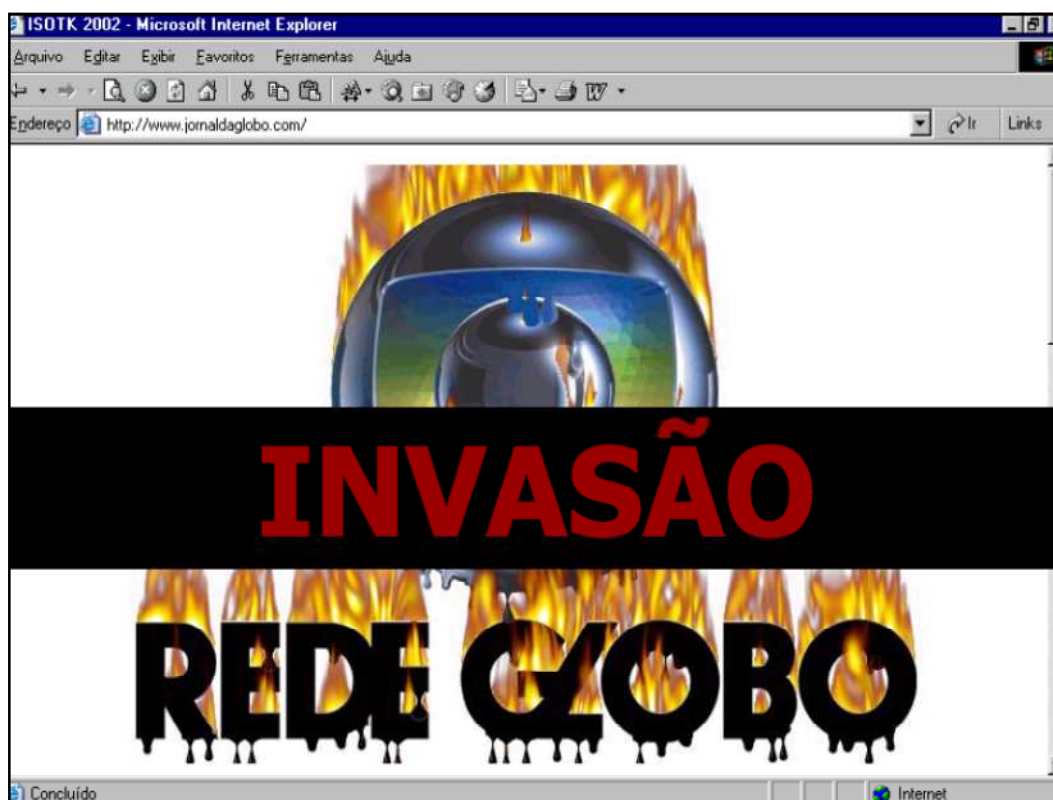 ISOTK 2002 - Microsoft Internet Explorer
Arquivo Editar Exibir Favoritos Ferramentas Ajuda
Endereço http://www.jornaldaglobo.com/ Ir Links
INVASÃO
REDE GLOBO
Concluído Internet